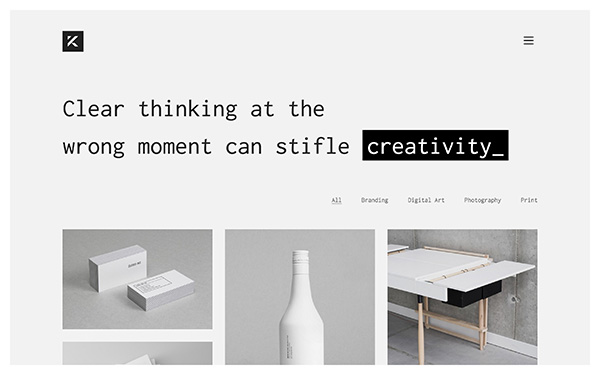 Clear thinking at the
wrong moment can stifle creativity_
All Branding Digital Art Photography Print